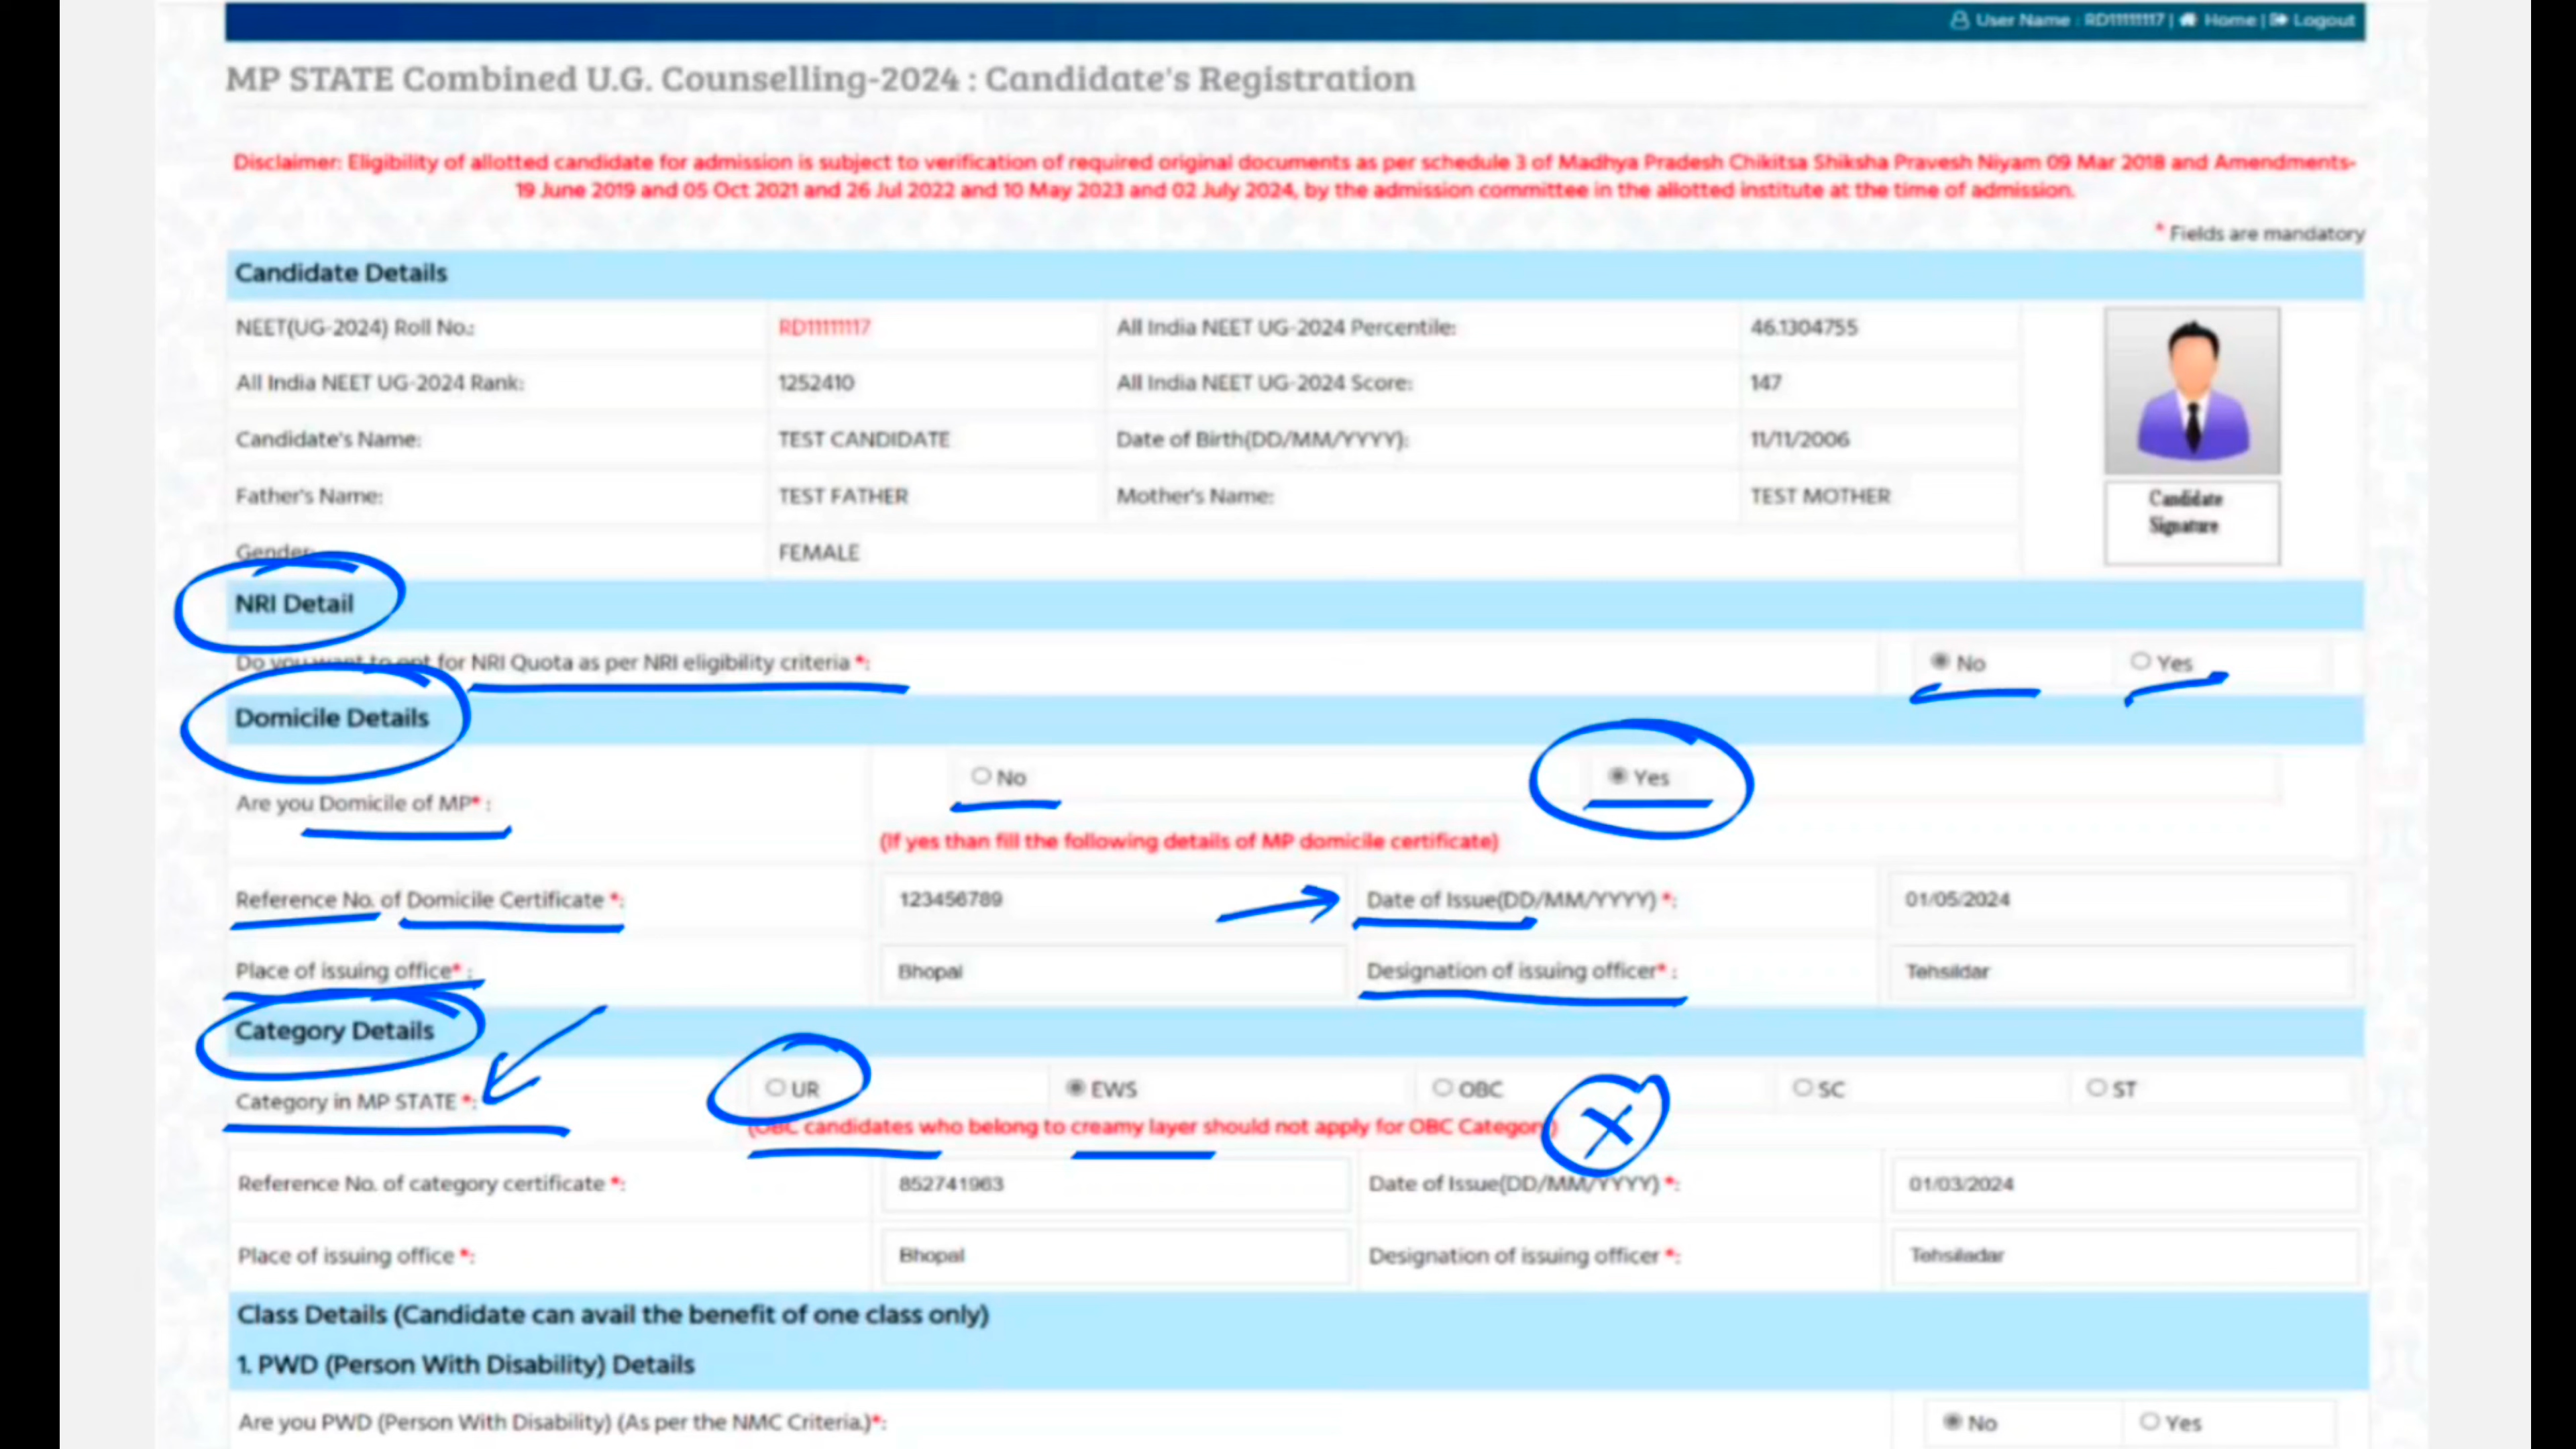 User Name : RD11111117 | Home | Logout
MP STATE Combined U.G. Counselling-2024 : Candidate's Registration
Disclaimer: Eligibility of allotted candidate for admission is subject to verification of required original documents as per schedule 3 of Madhya Pradesh Chikitsa Shiksha Pravesh Niyam 09 Mar 2018 and Amendments-
19 June 2019 and 05 Oct 2021 and 26 Jul 2022 and 10 May 2023 and 02 July 2024, by the admission committee in the allotted institute at the time of admission.
* Fields are mandatory
Candidate Details
NEET(UG-2024) Roll No.: RD11111117 All India NEET UG-2024 Percentile: 46.1304755
All India NEET UG-2024 Rank: 1252410 All India NEET UG-2024 Score: 147
Candidate's Name: TEST CANDIDATE Date of Birth(DD/MM/YYYY): 11/11/2006
Father's Name: TEST FATHER Mother's Name: TEST MOTHER
Candidate
Signature
Gender: FEMALE
NRI Detail
Do you want to opt for NRI Quota as per NRI eligibility criteria *: No Yes
Domicile Details
Are you Domicile of MP* : No Yes
(If yes than fill the following details of MP domicile certificate)
Reference No. of Domicile Certificate *: 123456789 Date of Issue(DD/MM/YYYY) *: 01/05/2024
Place of issuing office* : Bhopal Designation of issuing officer* : Tehsildar
Category Details
Category in MP STATE *: UR EWS OBC SC ST
(OBC candidates who belong to creamy layer should not apply for OBC Category)
Reference No. of category certificate *: 852741963 Date of Issue(DD/MM/YYYY) *: 01/03/2024
Place of issuing office *: Bhopal Designation of issuing officer *: Tehsiladar
Class Details (Candidate can avail the benefit of one class only)
1. PWD (Person With Disability) Details
Are you PWD (Person With Disability) (As per the NMC Criteria.)*: No Yes